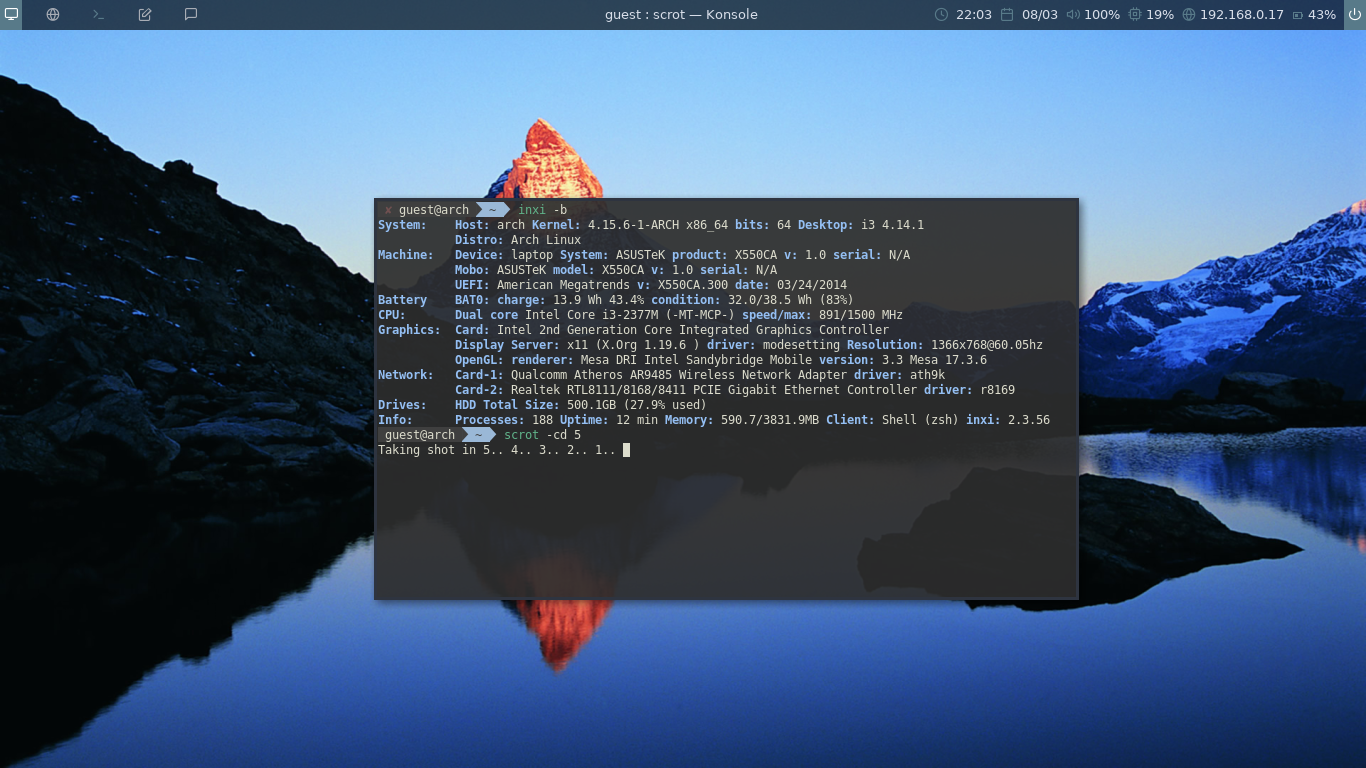 guest : scrot — Konsole
22:03 08/03 100% 19% 192.168.0.17 43%
✗ guest@arch ~ inxi -b
System: Host: arch Kernel: 4.15.6-1-ARCH x86_64 bits: 64 Desktop: i3 4.14.1
Distro: Arch Linux
Machine: Device: laptop System: ASUSTeK product: X550CA v: 1.0 serial: N/A
Mobo: ASUSTeK model: X550CA v: 1.0 serial: N/A
UEFI: American Megatrends v: X550CA.300 date: 03/24/2014
Battery BAT0: charge: 13.9 Wh 43.4% condition: 32.0/38.5 Wh (83%)
CPU: Dual core Intel Core i3-2377M (-MT-MCP-) speed/max: 891/1500 MHz
Graphics: Card: Intel 2nd Generation Core Integrated Graphics Controller
Display Server: x11 (X.Org 1.19.6 ) driver: modesetting Resolution: 1366x768@60.05hz
OpenGL: renderer: Mesa DRI Intel Sandybridge Mobile version: 3.3 Mesa 17.3.6
Network: Card-1: Qualcomm Atheros AR9485 Wireless Network Adapter driver: ath9k
Card-2: Realtek RTL8111/8168/8411 PCIE Gigabit Ethernet Controller driver: r8169
Drives: HDD Total Size: 500.1GB (27.9% used)
Info: Processes: 188 Uptime: 12 min Memory: 590.7/3831.9MB Client: Shell (zsh) inxi: 2.3.56
guest@arch ~ scrot -cd 5
Taking shot in 5.. 4.. 3.. 2.. 1..